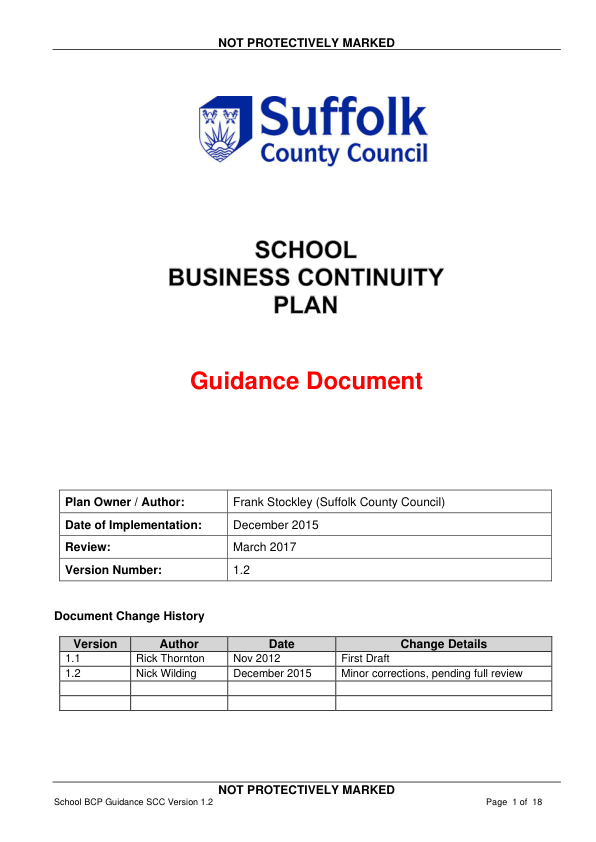 NOT PROTECTIVELY MARKED
Suffolk
County Council
SCHOOL
BUSINESS CONTINUITY
PLAN
Guidance Document
Plan Owner / Author: Frank Stockley (Suffolk County Council)
Date of Implementation: December 2015
Review: March 2017
Version Number: 1.2
Document Change History
Version Author Date Change Details
1.1 Rick Thornton Nov 2012 First Draft
1.2 Nick Wilding December 2015 Minor corrections, pending full review
NOT PROTECTIVELY MARKED
School BCP Guidance SCC Version 1.2 Page 1 of 18